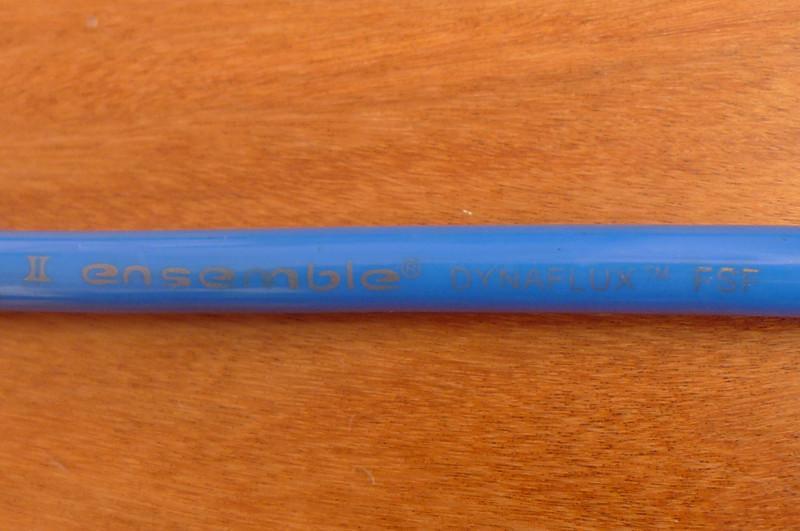 II ensemble® DYNAFLUX™ FSF